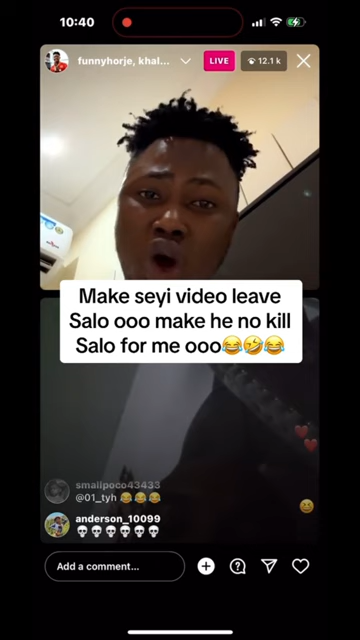 10:40
funnyhorje, khal...
LIVE
12.1 k
Make seyi video leave
Salo ooo make he no kill
Salo for me ooo😂🤣😂
smallpoco43433
@01_tyh 😂😂😂
anderson_10099
💀💀💀💀💀💀
Add a comment...